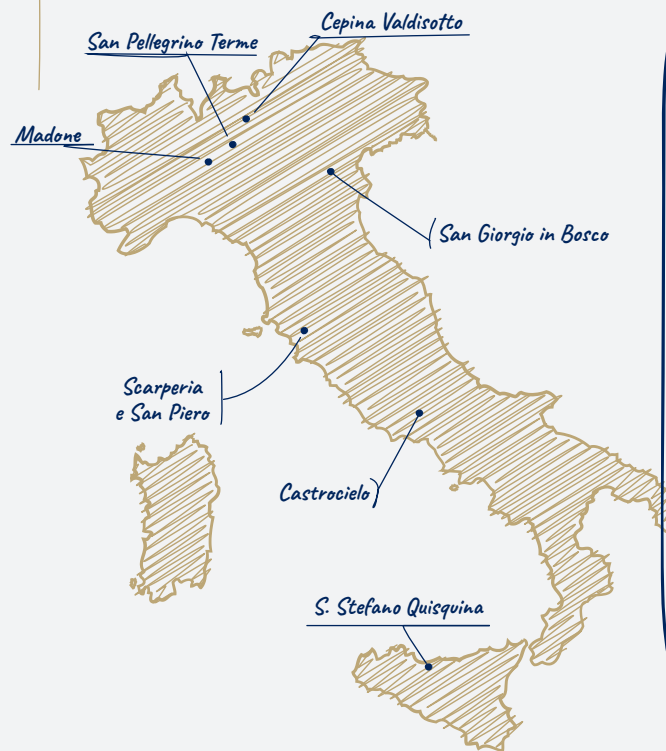 Cepina Valdisotto
San Pellegrino Terme
Madone
San Giorgio in Bosco
Scarperia
e San Piero
Castrocielo
S. Stefano Quisquina